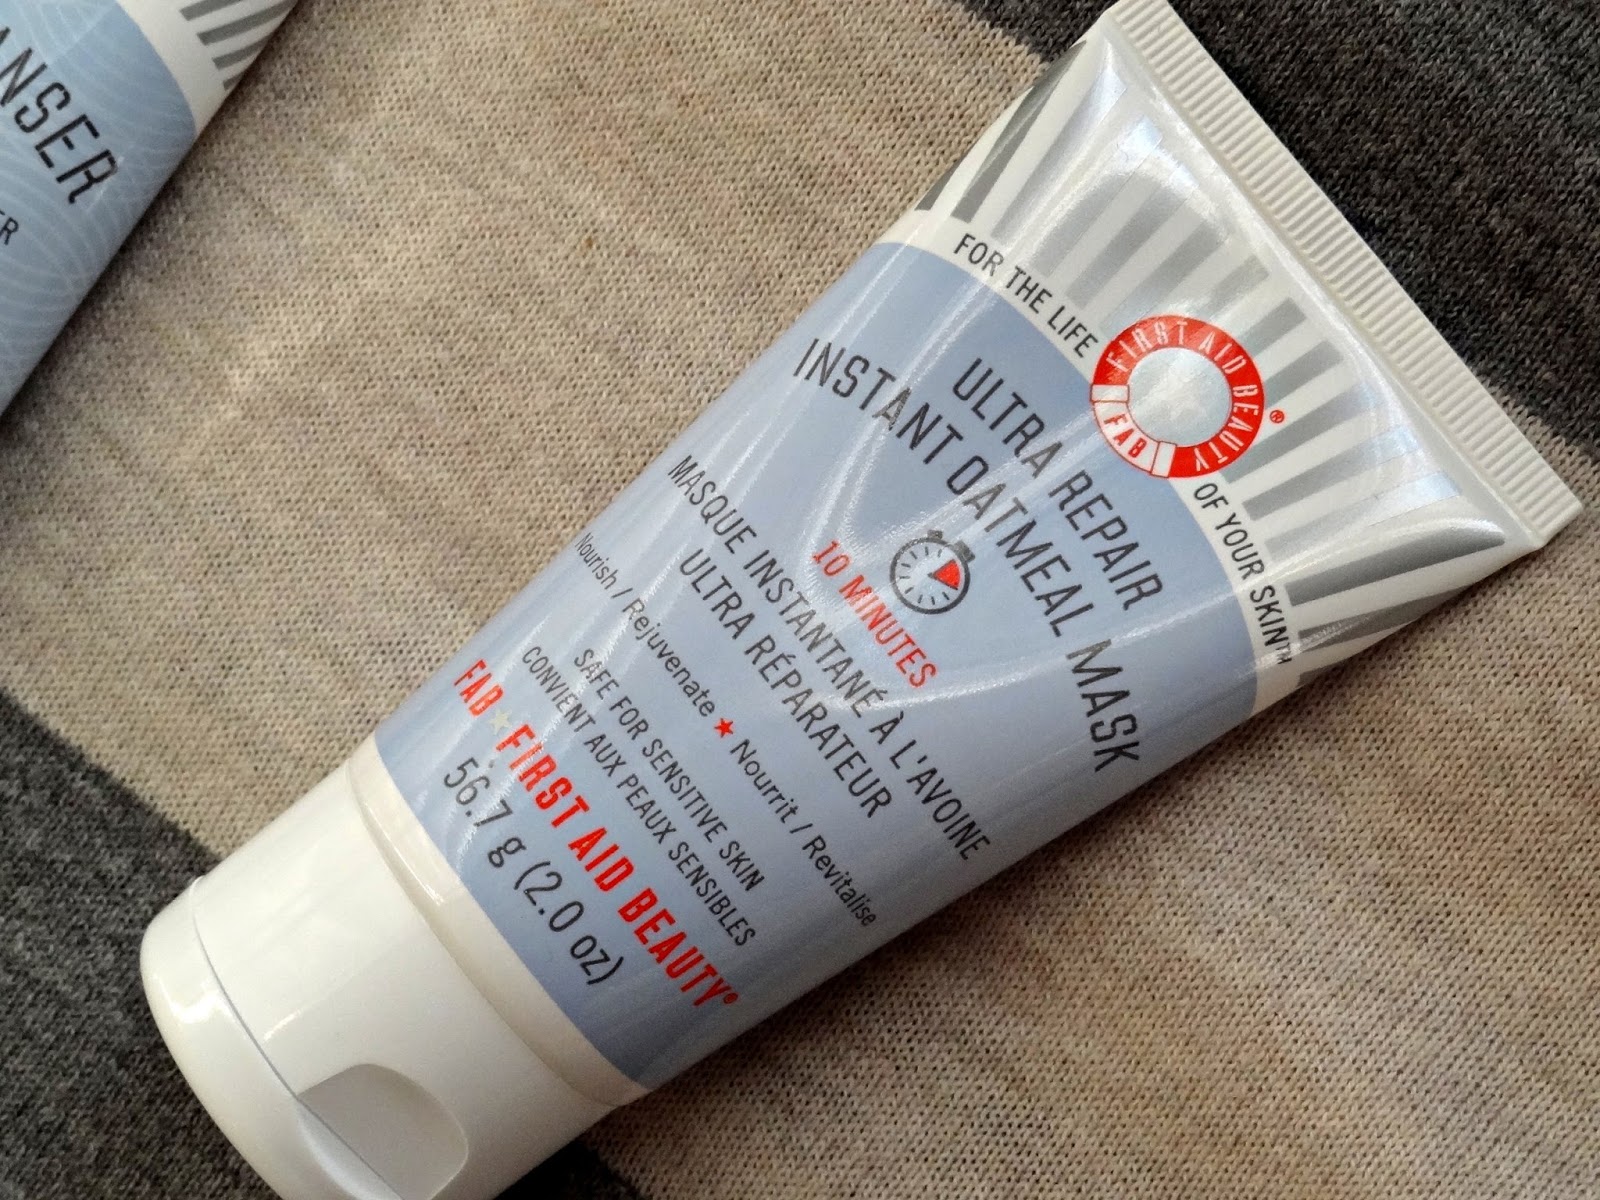 ANSER
ER
FOR THE LIFE
FIRST AID BEAUTY
FAB
®
OF YOUR SKIN™
ULTRA REPAIR
INSTANT OATMEAL MASK
10 MINUTES
MASQUE INSTANTANÉ À L'AVOINE
ULTRA RÉPARATEUR
Nourish / Rejuvenate ★ Nourrit / Revitalise
SAFE FOR SENSITIVE SKIN
CONVIENT AUX PEAUX SENSIBLES
FAB ★ FIRST AID BEAUTY®
56.7 g (2.0 oz)